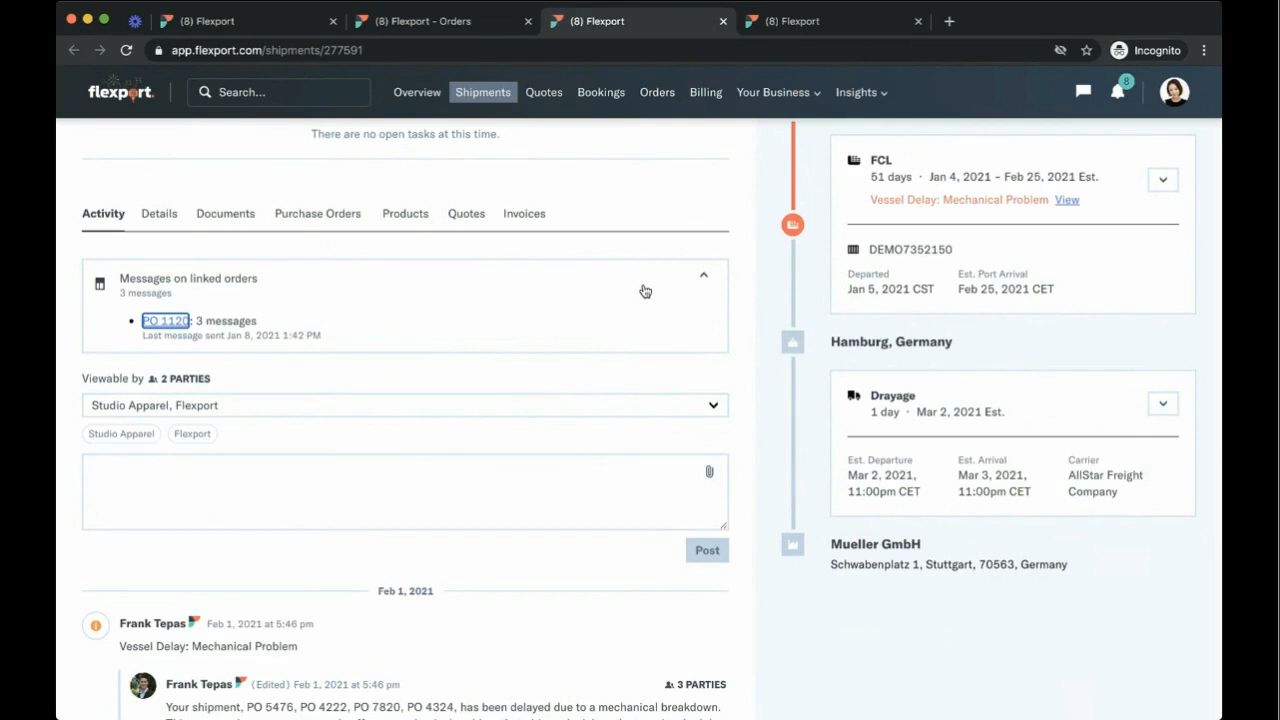 (8) Flexport
(8) Flexport - Orders
(8) Flexport
(8) Flexport
app.flexport.com/shipments/277591
Incognito
flexport.
Search...
Overview
Shipments
Quotes
Bookings
Orders
Billing
Your Business
Insights
8
There are no open tasks at this time.
Activity
Details
Documents
Purchase Orders
Products
Quotes
Invoices
Messages on linked orders
3 messages
• PO 1120: 3 messages
Last message sent Jan 8, 2021 1:42 PM
Viewable by 2 PARTIES
Studio Apparel, Flexport
Studio Apparel
Flexport
Post
Feb 1, 2021
Frank Tepas Feb 1, 2021 at 5:46 pm
Vessel Delay: Mechanical Problem
Frank Tepas (Edited) Feb 1, 2021 at 5:46 pm
3 PARTIES
Your shipment, PO 5476, PO 4222, PO 7820, PO 4324, has been delayed due to a mechanical breakdown.
FCL
51 days · Jan 4, 2021 – Feb 25, 2021 Est.
Vessel Delay: Mechanical Problem View
DEMO7352150
Departed
Jan 5, 2021 CST
Est. Port Arrival
Feb 25, 2021 CET
Hamburg, Germany
Drayage
1 day · Mar 2, 2021 Est.
Est. Departure
Mar 2, 2021,
11:00pm CET
Est. Arrival
Mar 3, 2021,
11:00pm CET
Carrier
AllStar Freight
Company
Mueller GmbH
Schwabenplatz 1, Stuttgart, 70563, Germany